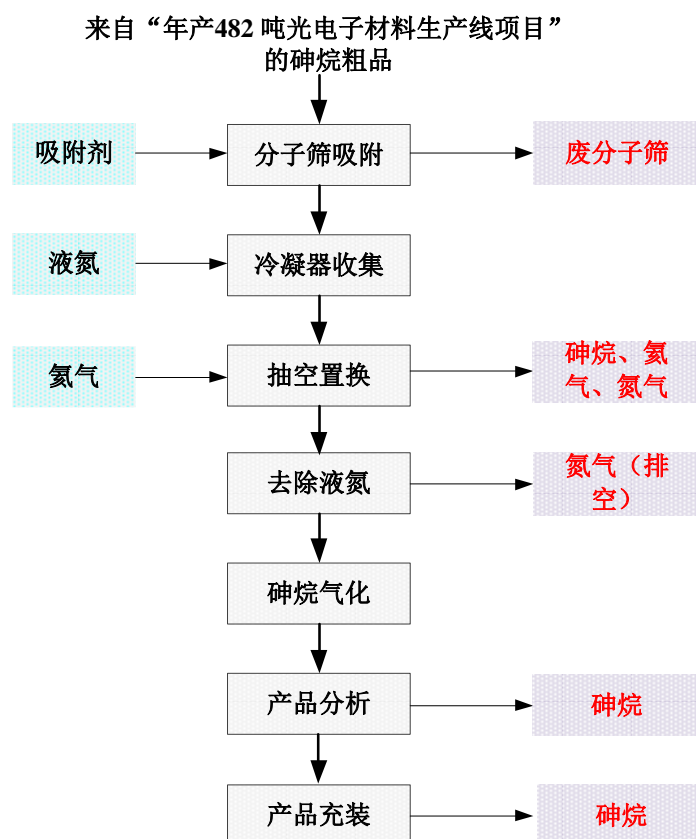 来自“年产482 吨光电子材料生产线项目”
的砷烷粗品
吸附剂
分子筛吸附
废分子筛
液氮
冷凝器收集
氦气
抽空置换
砷烷、氦
气、氮气
去除液氮
氮气（排
空）
砷烷气化
产品分析
砷烷
产品充装
砷烷